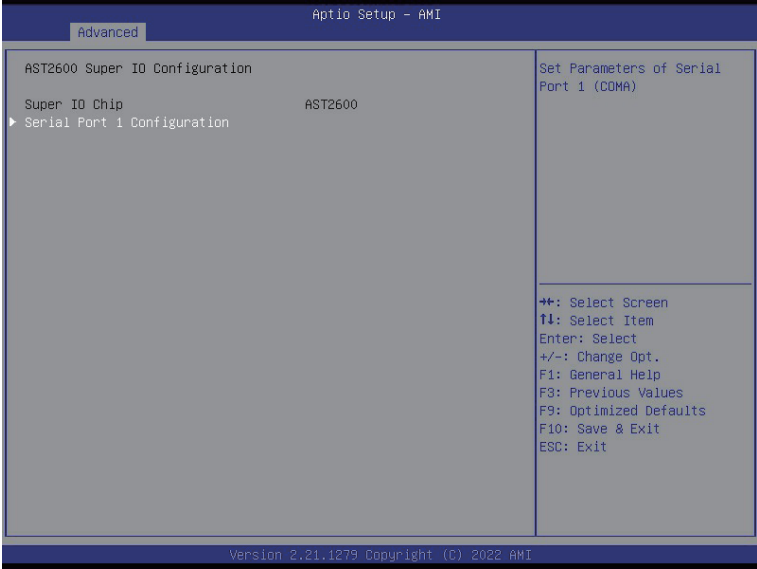 Aptio Setup – AMI
Advanced
AST2600 Super IO Configuration
Super IO Chip AST2600
▶ Serial Port 1 Configuration
Set Parameters of Serial
Port 1 (COMA)
→←: Select Screen
↑↓: Select Item
Enter: Select
+/-: Change Opt.
F1: General Help
F3: Previous Values
F9: Optimized Defaults
F10: Save & Exit
ESC: Exit
Version 2.21.1279 Copyright (C) 2022 AMI